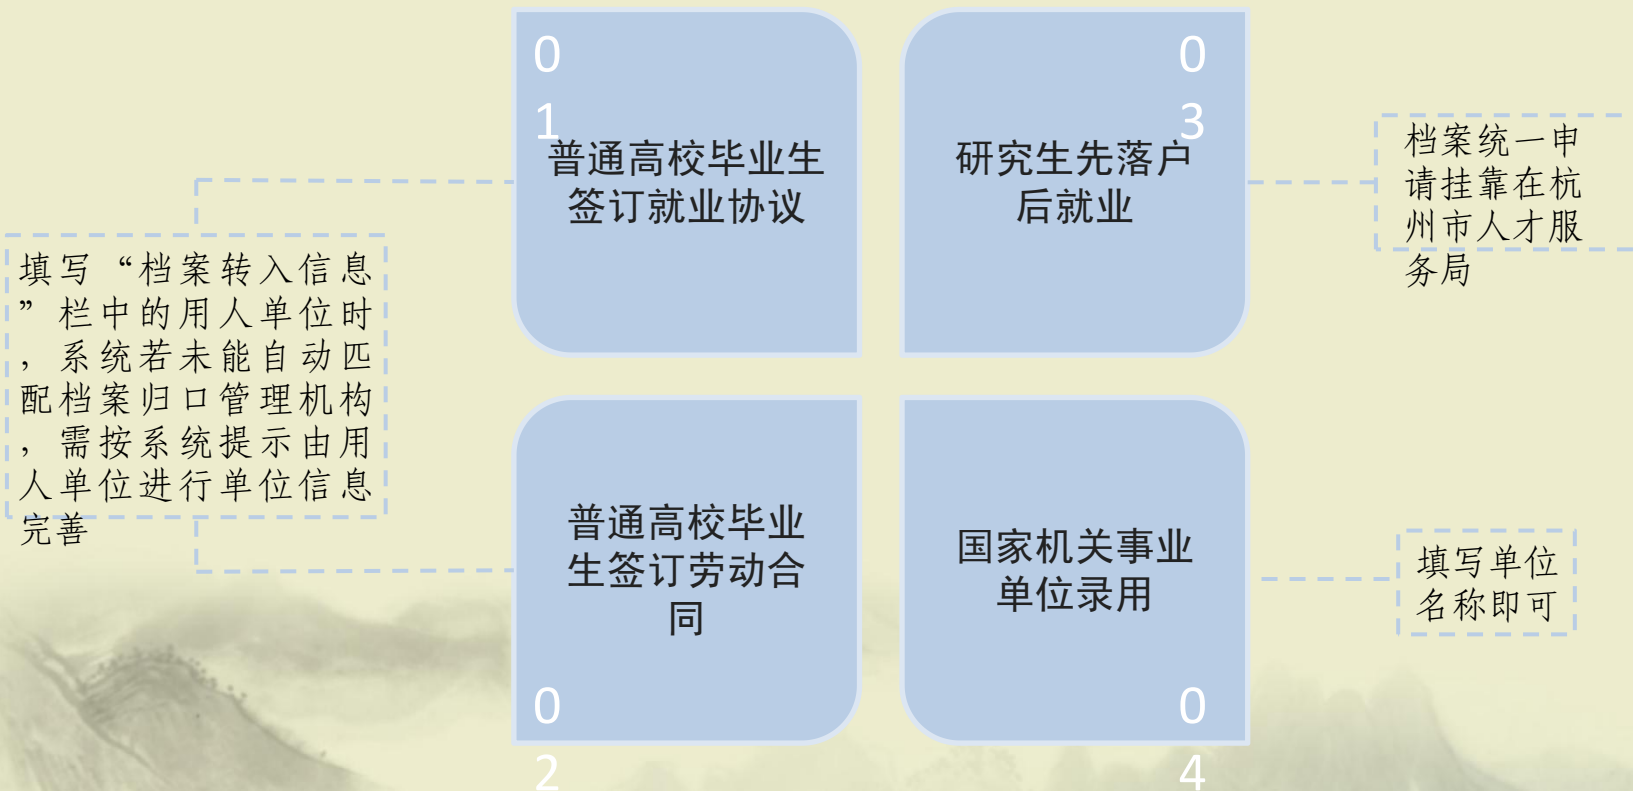 填写“档案转入信息
”栏中的用人单位时
，系统若未能自动匹
配档案归口管理机构
，需按系统提示由用
人单位进行单位信息
完善
0
1
普通高校毕业生
签订就业协议
普通高校毕业
生签订劳动合
同
0
2
0
3
研究生先落户
后就业
档案统一申
请挂靠在杭
州市人才服
务局
国家机关事业
单位录用
0
4
填写单位
名称即可